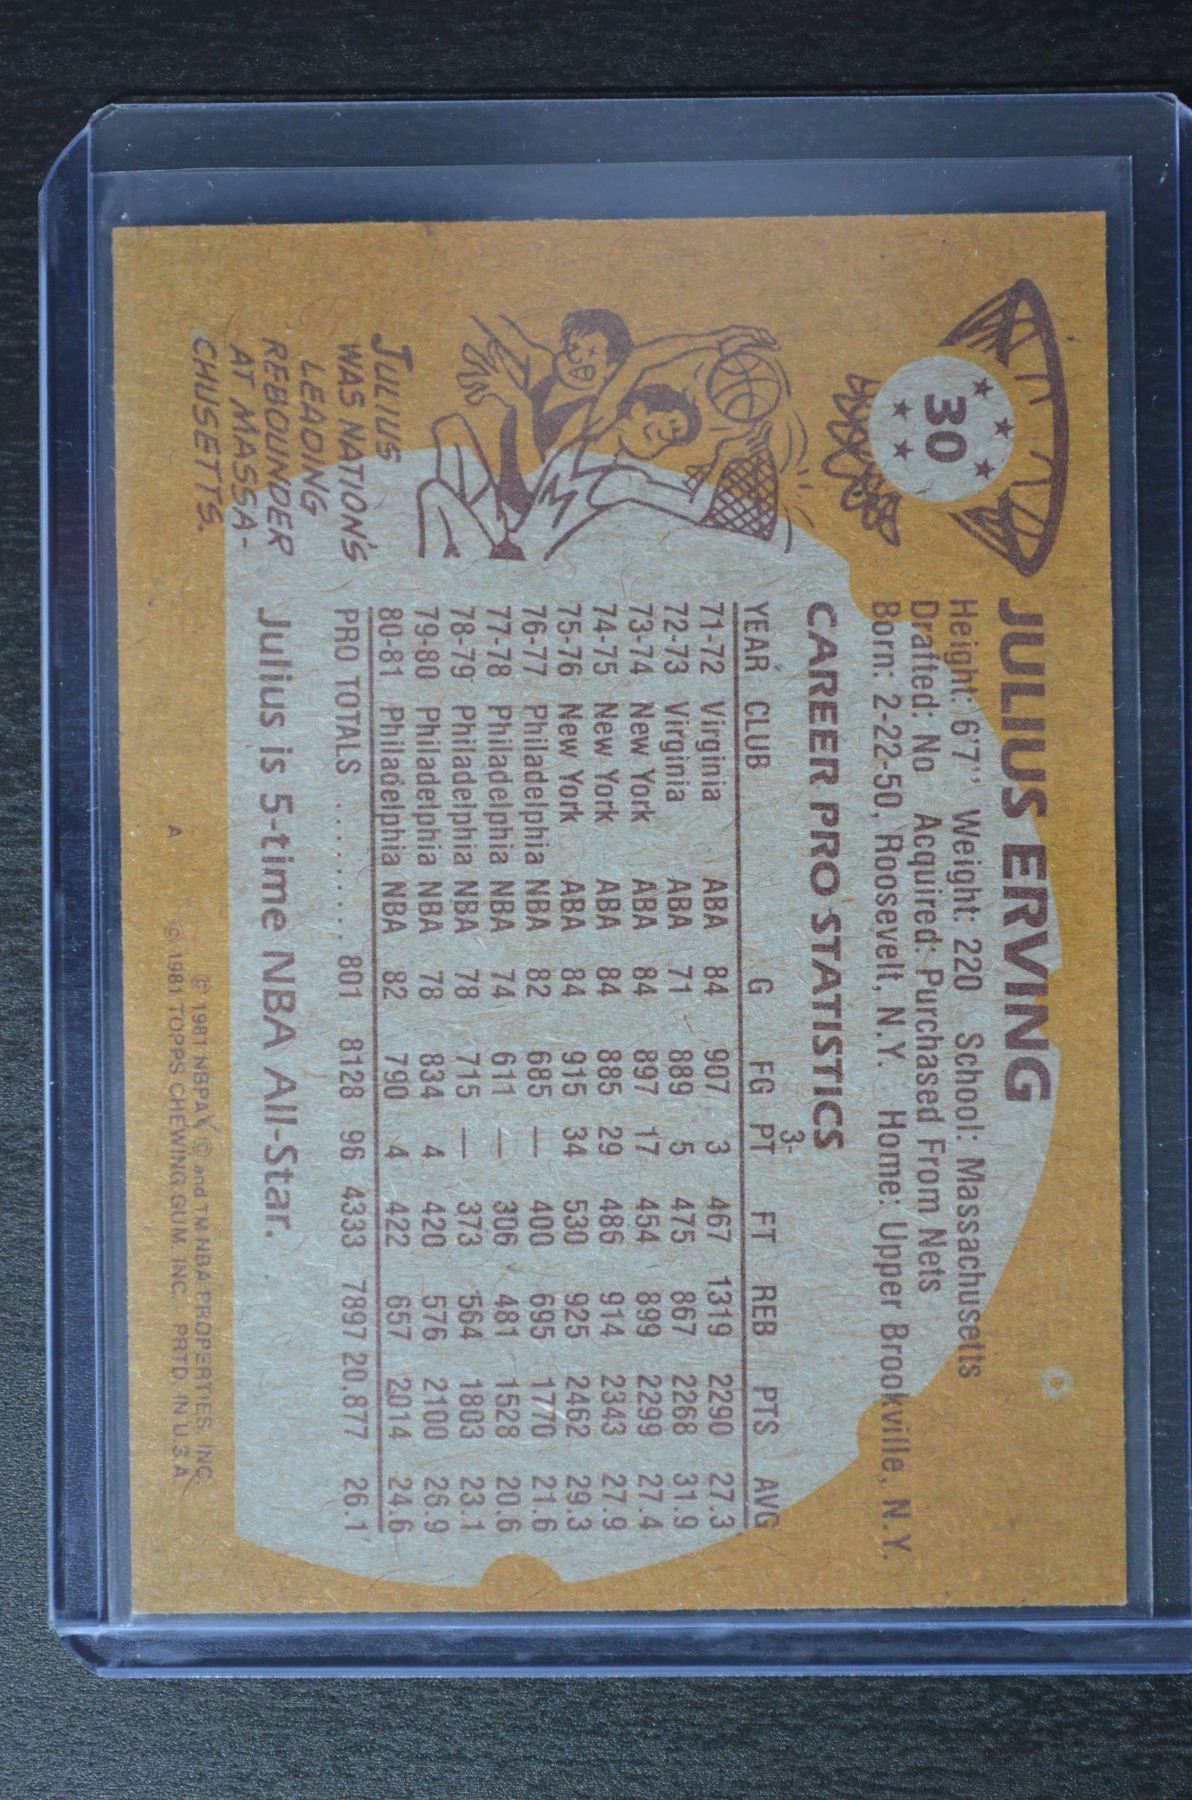 30
JULIUS ERVING
Height: 6'7" Weight: 220 School: Massachusetts
Drafted: No Acquired: Purchased From Nets
Born: 2-22-50, Roosevelt, N.Y. Home: Upper Brookville, N.Y.
CAREER PRO STATISTICS
YEAR CLUB G FG 3-PT FT REB PTS AVG
71-72 Virginia ABA 84 907 3 467 1319 2290 27.3
72-73 Virginia ABA 71 889 5 475 867 2268 31.9
73-74 New York ABA 84 897 17 454 899 2299 27.4
74-75 New York ABA 84 885 29 486 914 2343 27.9
75-76 New York ABA 84 915 34 530 925 2462 29.3
76-77 Philadelphia NBA 82 685 — 400 695 1770 21.6
77-78 Philadelphia NBA 74 611 — 306 481 1528 20.6
78-79 Philadelphia NBA 78 715 — 373 564 1803 23.1
79-80 Philadelphia NBA 78 834 4 420 576 2100 26.9
80-81 Philadelphia NBA 82 790 4 422 657 2014 24.6
PRO TOTALS .......... 801 8128 96 4333 7897 20,877 26.1
JULIUS
WAS NATION'S
LEADING
REBOUNDER
AT MASSA-
CHUSETTS.
Julius is 5-time NBA All-Star.
© 1981 NBPA © and TM NBA PROPERTIES, INC.
A © 1981 TOPPS CHEWING GUM, INC. PRTD. IN U.S.A.